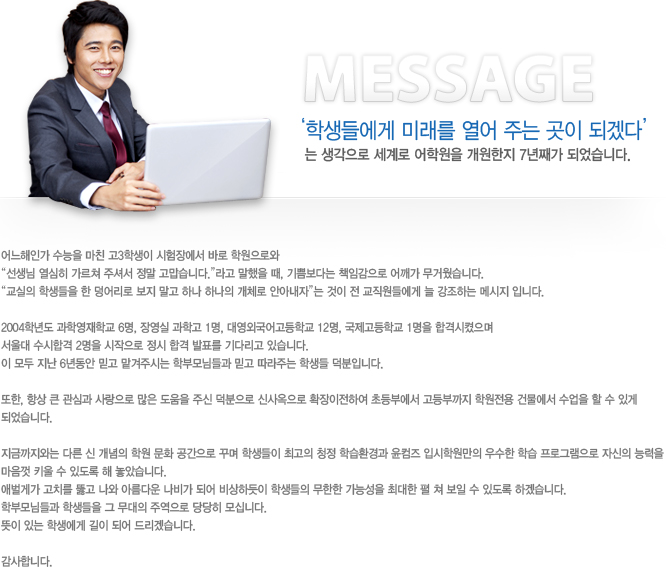 MESSAGE
‘학생들에게 미래를 열어 주는 곳이 되겠다’
는 생각으로 세계로 어학원을 개원한지 7년째가 되었습니다.
어느해인가 수능을 마친 고3학생이 시험장에서 바로 학원으로와
“선생님 열심히 가르쳐 주셔서 정말 고맙습니다.”라고 말했을 때, 기쁨보다는 책임감으로 어깨가 무거웠습니다.
“교실의 학생들을 한 덩어리로 보지 말고 하나 하나의 개체로 안아내자”는 것이 전 교직원들에게 늘 강조하는 메시지 입니다.
2004학년도 과학영재학교 6명, 장영실 과학고 1명, 대영외국어고등학교 12명, 국제고등학교 1명을 합격시켰으며
서울대 수시합격 2명을 시작으로 정시 합격 발표를 기다리고 있습니다.
이 모두 지난 6년동안 믿고 맡겨주시는 학부모님들과 믿고 따라주는 학생들 덕분입니다.
또한, 항상 큰 관심과 사랑으로 많은 도움을 주신 덕분으로 신사옥으로 확장이전하여 초등부에서 고등부까지 학원전용 건물에서 수업을 할 수 있게
되었습니다.
지금까지와는 다른 신 개념의 학원 문화 공간으로 꾸며 학생들이 최고의 청정 학습환경과 윤컴즈 입시학원만의 우수한 학습 프로그램으로 자신의 능력을
마음껏 키울 수 있도록 해 놓았습니다.
애벌게가 고치를 뚫고 나와 아름다운 나비가 되어 비상하듯이 학생들의 무한한 가능성을 최대한 펼 쳐 보일 수 있도록 하겠습니다.
학부모님들과 학생들을 그 무대의 주역으로 당당히 모십니다.
뜻이 있는 학생에게 길이 되어 드리겠습니다.
감사합니다.